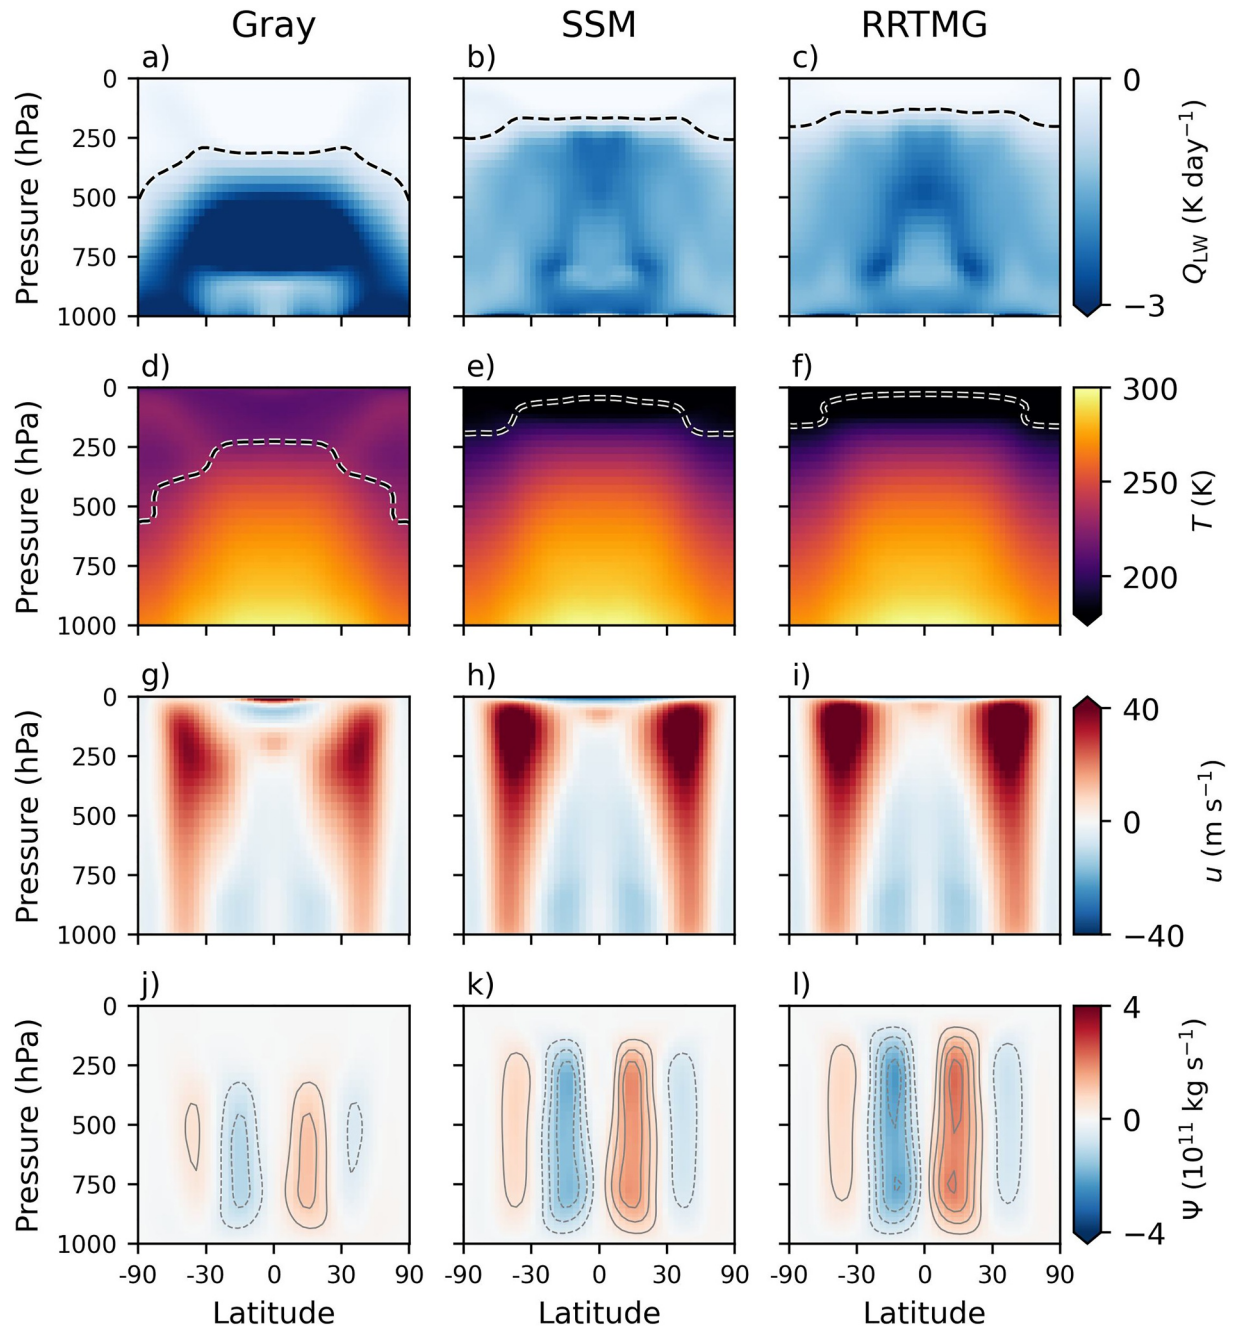 Gray SSM RRTMG
a) b) c)
0 250 500 750 1000
Pressure (hPa)
0 −3
Q_LW (K day⁻¹)
d) e) f)
0 250 500 750 1000
Pressure (hPa)
300 250 200
T (K)
g) h) i)
0 250 500 750 1000
Pressure (hPa)
40 0 −40
u (m s⁻¹)
j) k) l)
0 250 500 750 1000
Pressure (hPa)
4 0 −4
Ψ (10¹¹ kg s⁻¹)
-90 -30 0 30 90 -90 -30 0 30 90 -90 -30 0 30 90
Latitude Latitude Latitude